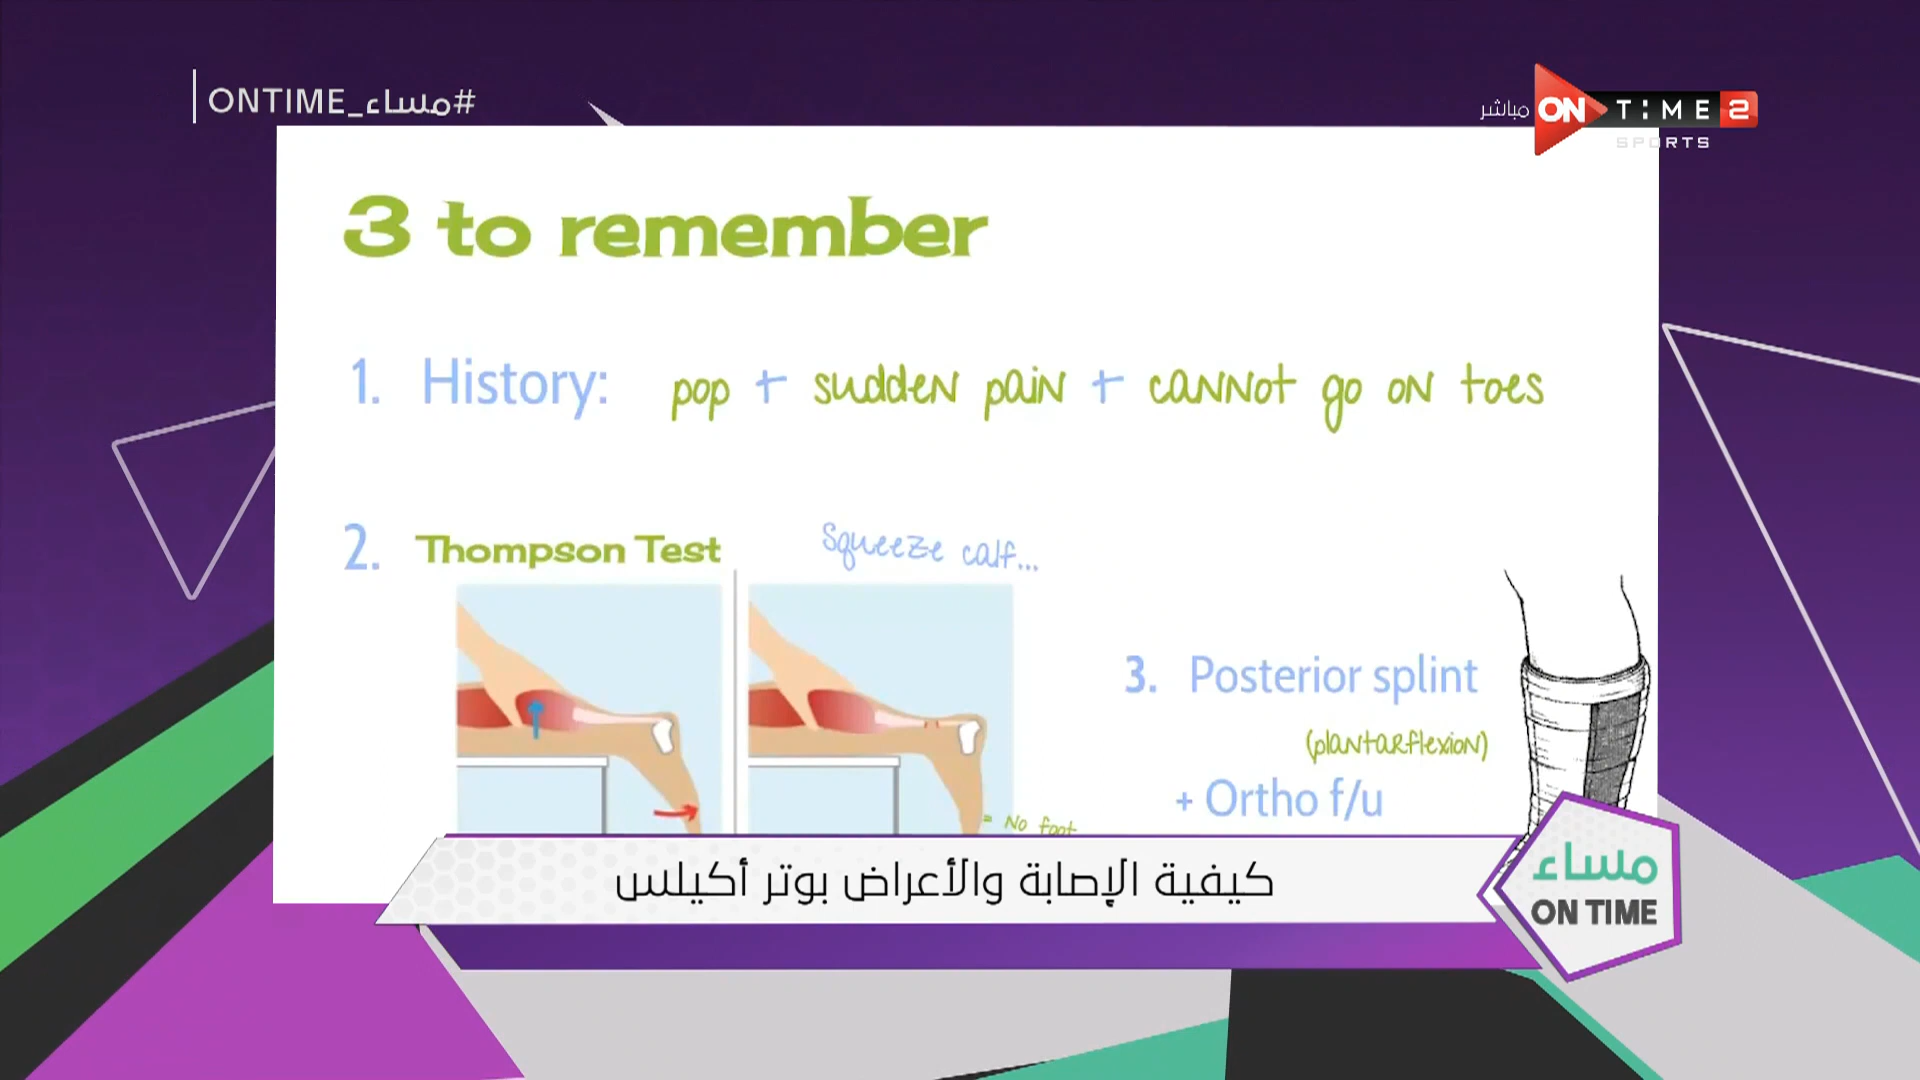 #مساء_ONTIME
مباشر
ON TIME 2
SPORTS
3 to remember
1. History: pop + sudden pain + cannot go on toes
2. Thompson Test
Squeeze calf...
3. Posterior splint
(plantarflexion)
+ Ortho f/u
= No foot
كيفية الإصابة والأعراض بوتر أكيلس
مساء
ON TIME